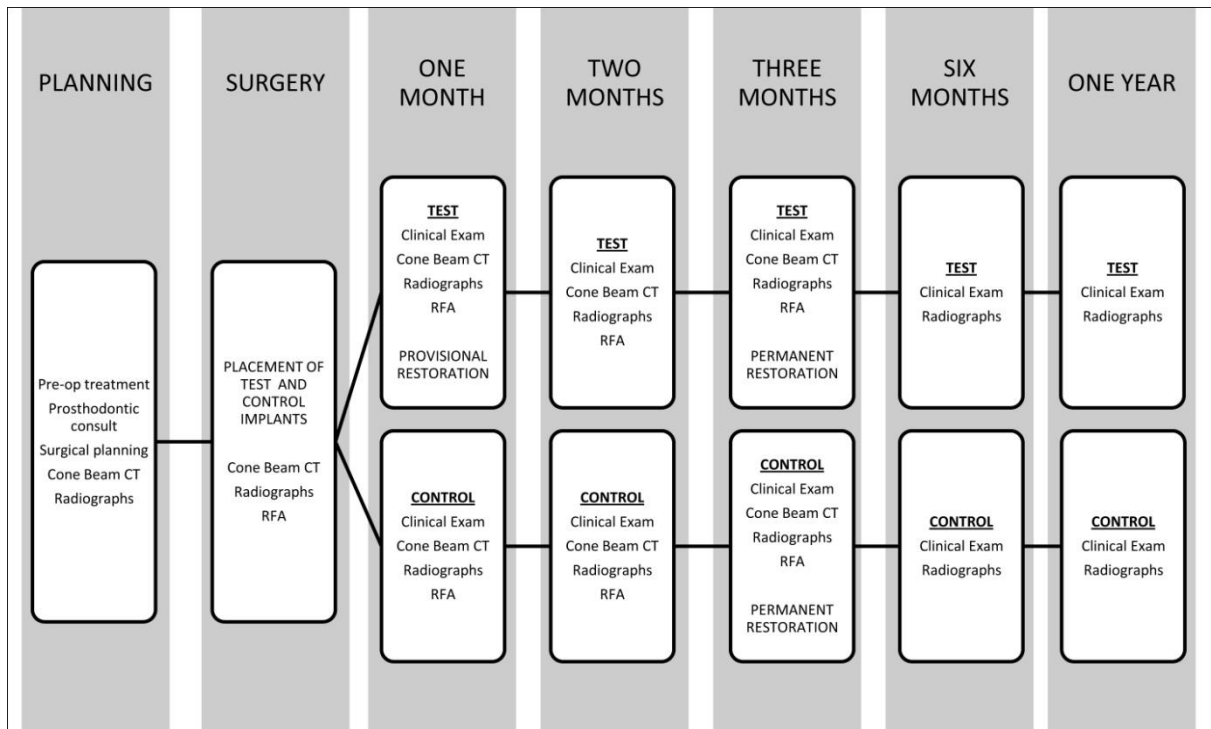 PLANNING
SURGERY
ONE
MONTH
TWO
MONTHS
THREE
MONTHS
SIX
MONTHS
ONE YEAR
Pre-op treatment
Prosthodontic
consult
Surgical planning
Cone Beam CT
Radiographs
PLACEMENT OF
TEST AND
CONTROL
IMPLANTS
Cone Beam CT
Radiographs
RFA
TEST
Clinical Exam
Cone Beam CT
Radiographs
RFA
PROVISIONAL
RESTORATION
TEST
Clinical Exam
Cone Beam CT
Radiographs
RFA
TEST
Clinical Exam
Cone Beam CT
Radiographs
RFA
PERMANENT
RESTORATION
TEST
Clinical Exam
Radiographs
TEST
Clinical Exam
Radiographs
CONTROL
Clinical Exam
Cone Beam CT
Radiographs
RFA
CONTROL
Clinical Exam
Cone Beam CT
Radiographs
RFA
CONTROL
Clinical Exam
Cone Beam CT
Radiographs
RFA
PERMANENT
RESTORATION
CONTROL
Clinical Exam
Radiographs
CONTROL
Clinical Exam
Radiographs